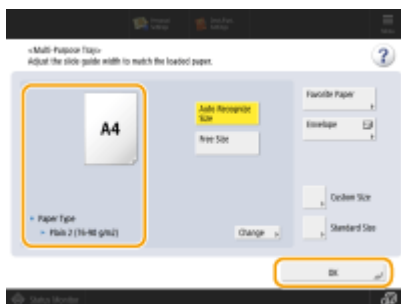 <Multi-Purpose Tray>
Adjust the slide guide width to match the loaded paper.
A4
Auto Recognize
Size
Free Size
Favorite Paper
Envelope
Custom Size
Standard Size
Paper Type
Plain 2 (76-90 g/m2)
Change
OK
Status Monitor